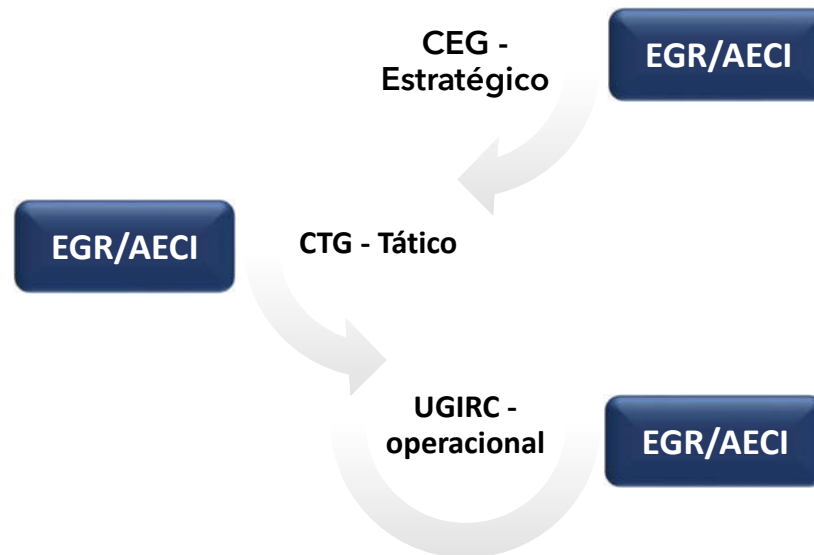 CEG -
Estratégico
EGR/AECI
EGR/AECI
CTG - Tático
UGIRC -
operacional
EGR/AECI